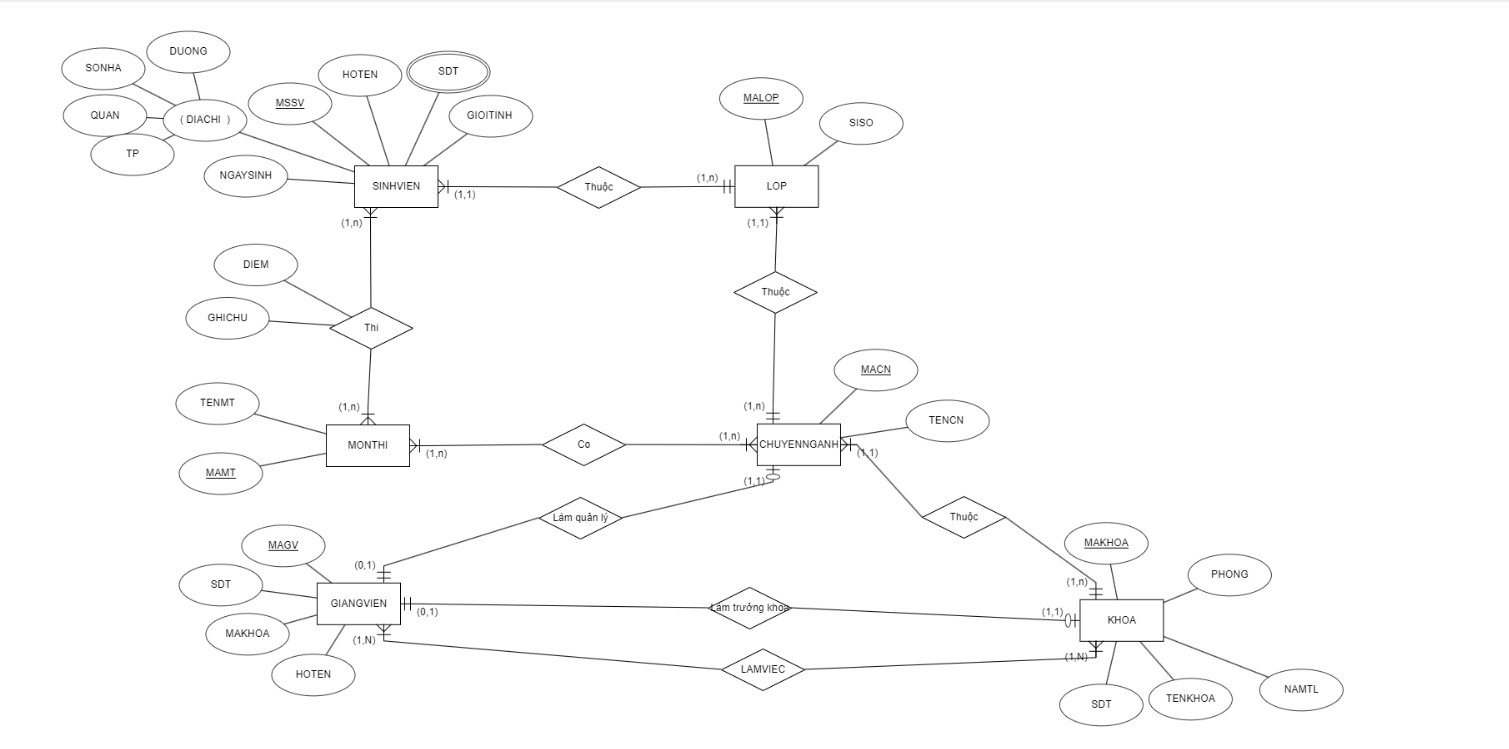 DUONG
SONHA
SDT
HOTEN
MSSV
QUAN
( DIACHI )
GIOITINH
TP
NGAYSINH
SINHVIEN
(1,1)
Thuộc
(1,n)
LOP
MALOP
SISO
(1,n)
(1,1)
DIEM
GHICHU
Thi
Thuộc
MACN
TENMT
(1,n)
(1,n)
TENCN
MONTHI
(1,n)
Co
(1,n)
CHUYENNGANH
(1,1)
MAMT
(1,1)
Làm quản lý
Thuộc
MAGV
(0,1)
MAKHOA
PHONG
SDT
GIANGVIEN
(0,1)
Làm trưởng khoa
(1,1)
(1,n)
KHOA
MAKHOA
(1,N)
(1,N)
HOTEN
LAMVIEC
SDT
TENKHOA
NAMTL